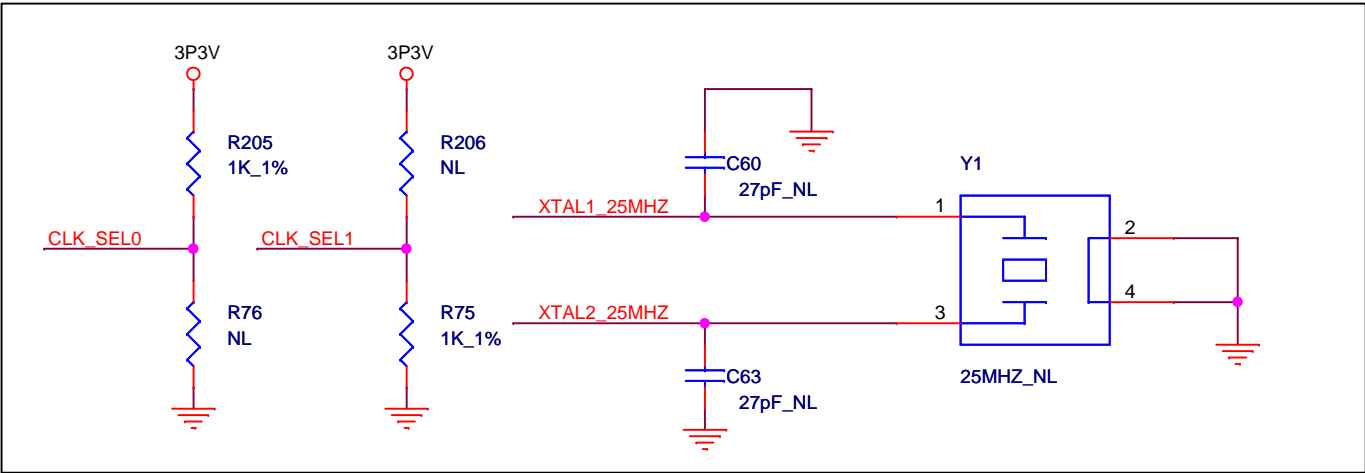 3P3V
3P3V
R205
1K_1%
R206
NL
C60
27pF_NL
Y1
XTAL1_25MHZ
1
CLK_SEL0
CLK_SEL1
2
R76
NL
R75
1K_1%
XTAL2_25MHZ
3
4
C63
27pF_NL
25MHZ_NL